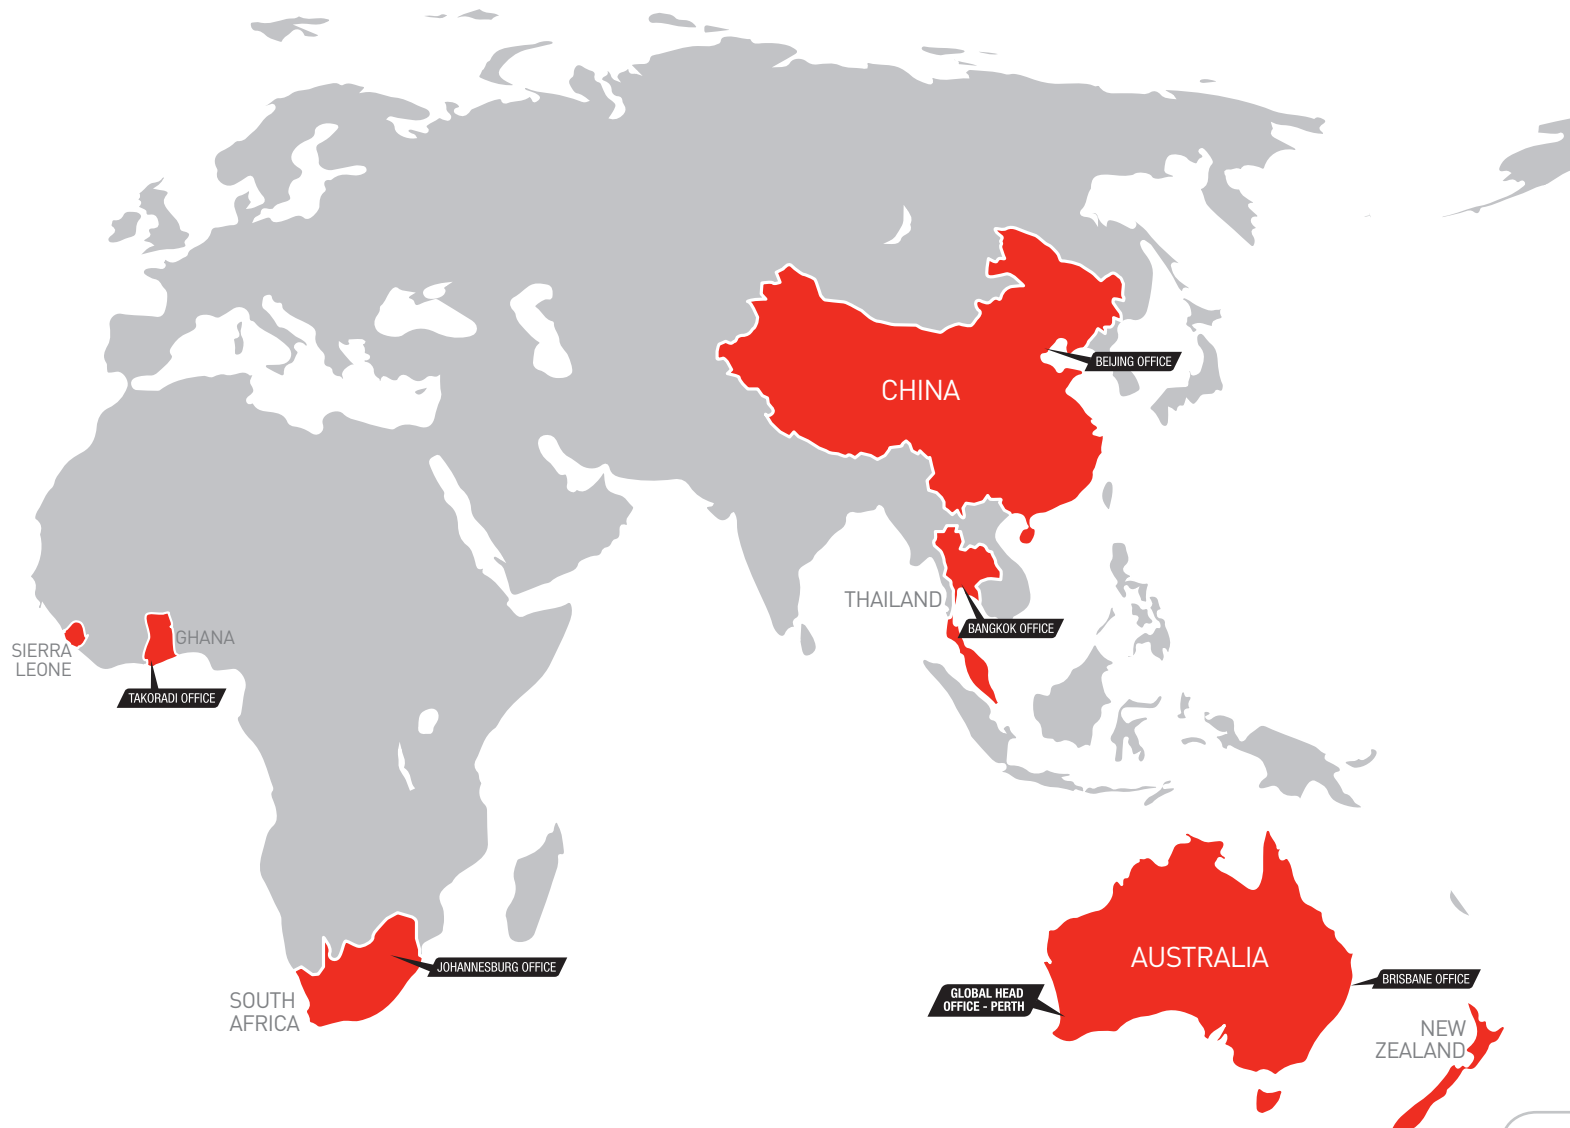 BEIJING OFFICE
CHINA
THAILAND
BANGKOK OFFICE
GHANA
SIERRA
LEONE
TAKORADI OFFICE
AUSTRALIA
JOHANNESBURG OFFICE
BRISBANE OFFICE
GLOBAL HEAD
OFFICE - PERTH
SOUTH
AFRICA
NEW
ZEALAND